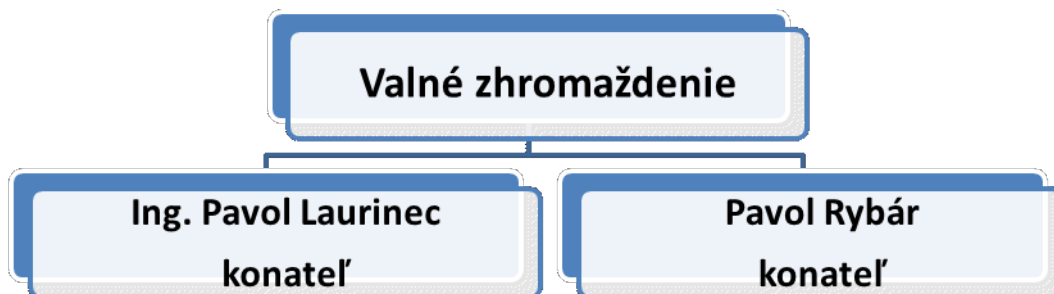 Valné zhromaždenie
Ing. Pavol Laurinec
konateľ
Pavol Rybár
konateľ